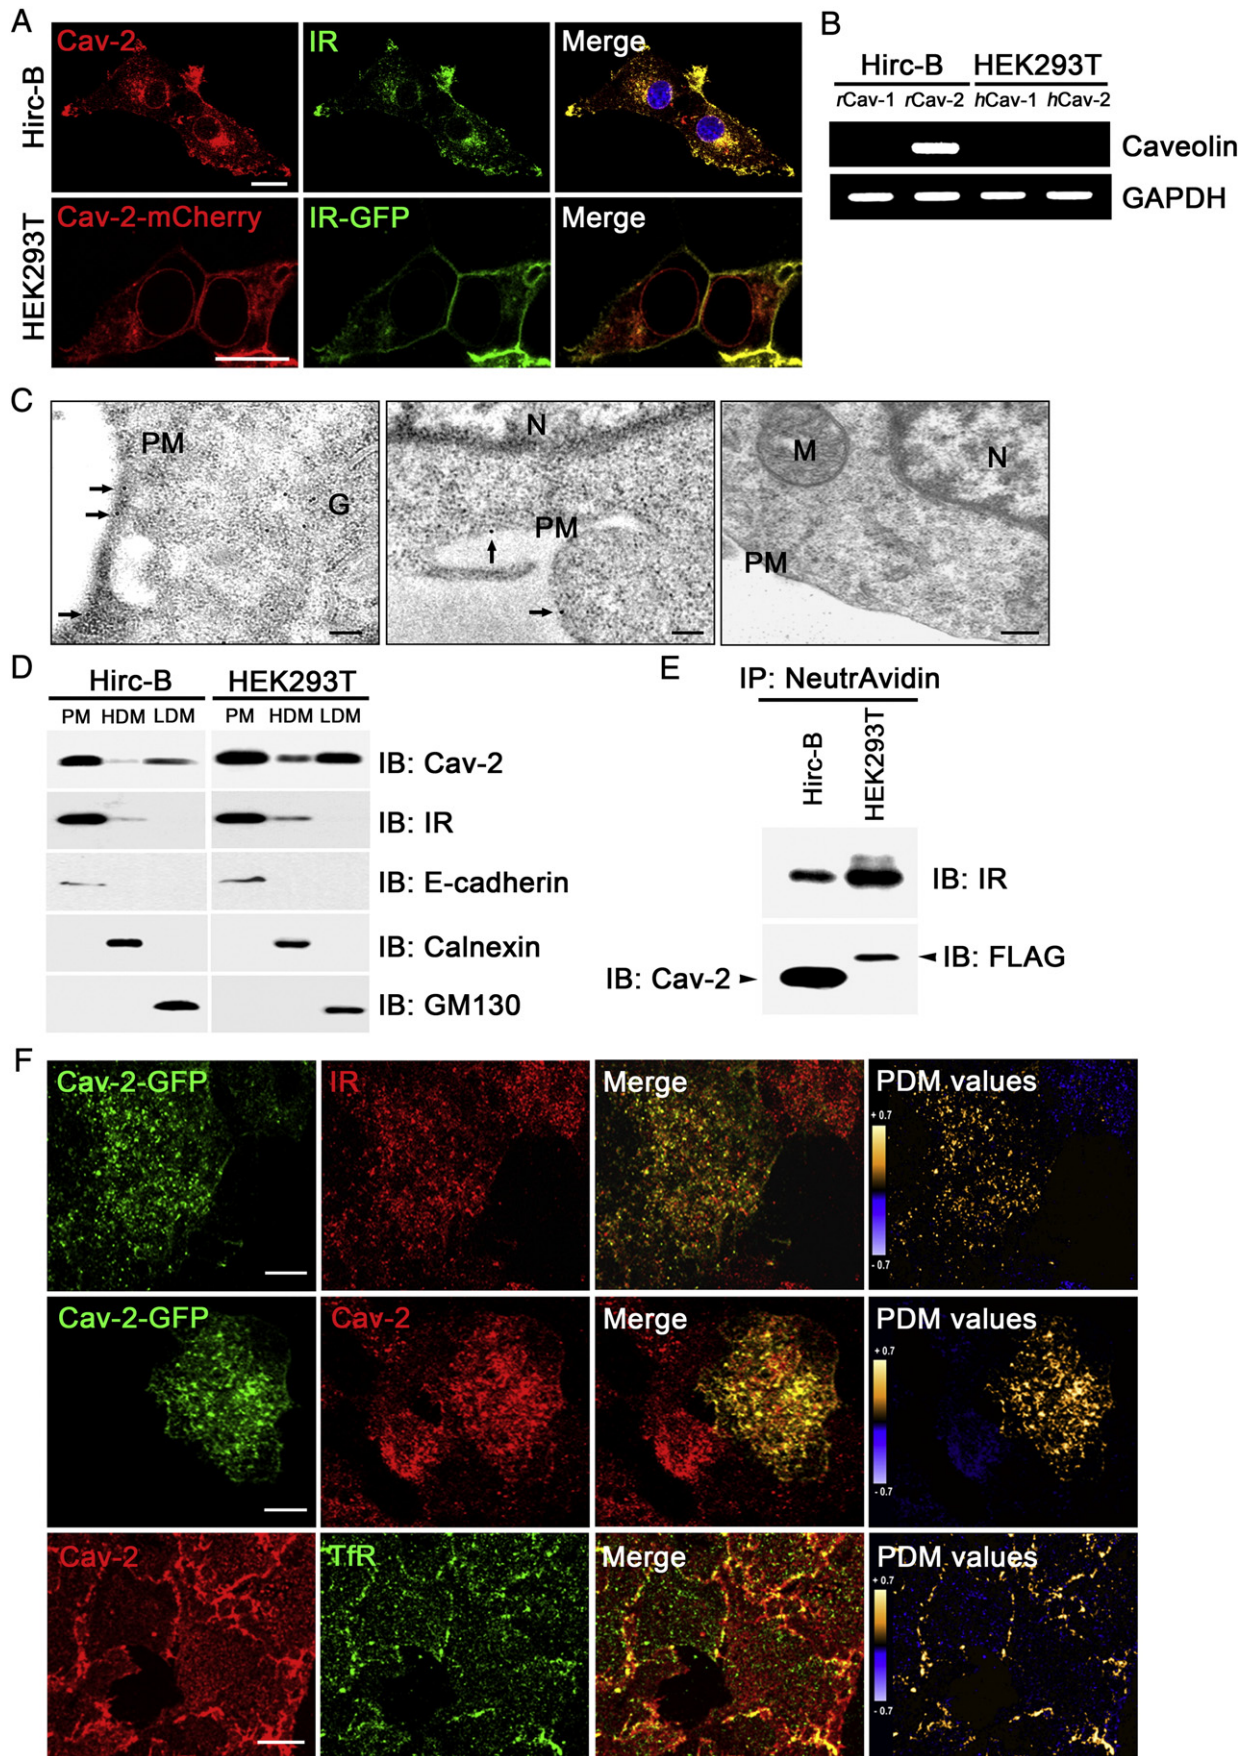 A
Cav-2
IR
Merge
Hirc-B
Cav-2-mCherry
IR-GFP
Merge
HEK293T
B
Hirc-B HEK293T
rCav-1 rCav-2 hCav-1 hCav-2
Caveolin
GAPDH
C
PM
G
N
PM
M
N
PM
D
Hirc-B HEK293T
PM HDM LDM PM HDM LDM
IB: Cav-2
IB: IR
IB: E-cadherin
IB: Calnexin
IB: GM130
E
IP: NeutrAvidin
Hirc-B
HEK293T
IB: IR
IB: FLAG
IB: Cav-2
F
Cav-2-GFP
IR
Merge
PDM values
+ 0.7
- 0.7
Cav-2-GFP
Cav-2
Merge
PDM values
+ 0.7
- 0.7
Cav-2
TfR
Merge
PDM values
+ 0.7
- 0.7